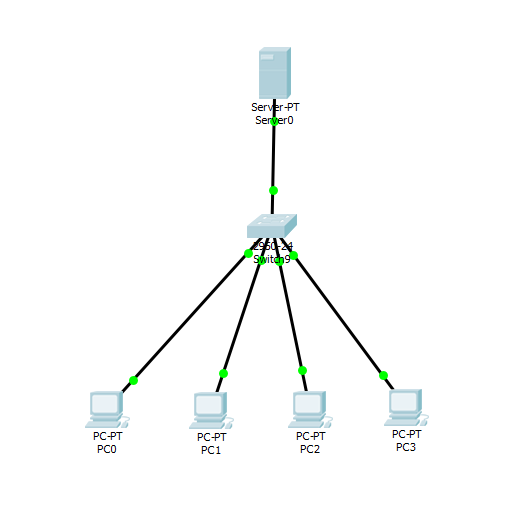 Server-PT
Server0
2960-24
Switch9
PC-PT
PC0
PC-PT
PC1
PC-PT
PC2
PC-PT
PC3